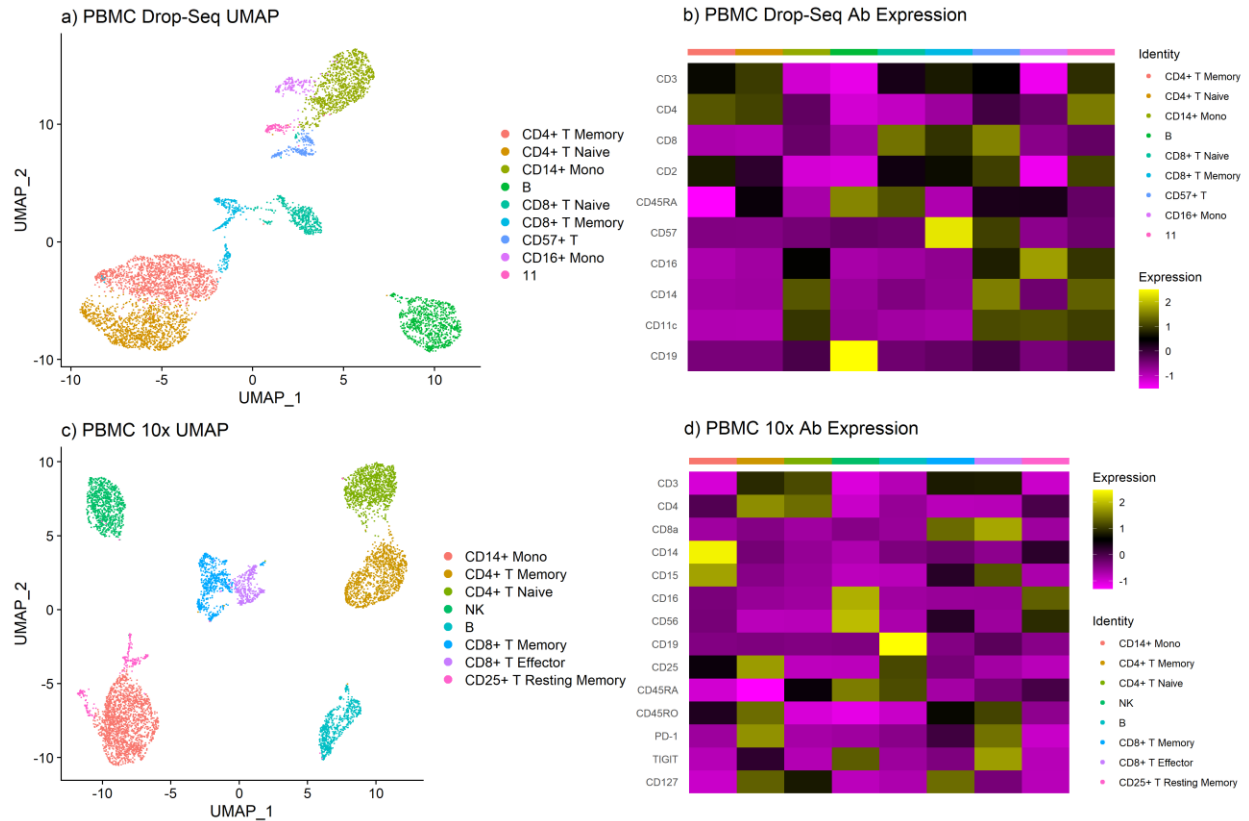 a) PBMC Drop-Seq UMAP
UMAP_2
10
0
-10
-10
-5
0
5
10
UMAP_1
CD4+ T Memory
CD4+ T Naive
CD14+ Mono
B
CD8+ T Naive
CD8+ T Memory
CD57+ T
CD16+ Mono
11
b) PBMC Drop-Seq Ab Expression
CD3
CD4
CD8
CD2
CD45RA
CD57
CD16
CD14
CD11c
CD19
Identity
CD4+ T Memory
CD4+ T Naive
CD14+ Mono
B
CD8+ T Naive
CD8+ T Memory
CD57+ T
CD16+ Mono
11
Expression
2
1
0
-1
c) PBMC 10x UMAP
UMAP_2
10
5
0
-5
-10
-10
-5
0
5
10
UMAP_1
CD14+ Mono
CD4+ T Memory
CD4+ T Naive
NK
B
CD8+ T Memory
CD8+ T Effector
CD25+ T Resting Memory
d) PBMC 10x Ab Expression
CD3
CD4
CD8a
CD14
CD15
CD16
CD56
CD19
CD25
CD45RA
CD45RO
PD-1
TIGIT
CD127
Expression
2
1
0
-1
Identity
CD14+ Mono
CD4+ T Memory
CD4+ T Naive
NK
B
CD8+ T Memory
CD8+ T Effector
CD25+ T Resting Memory